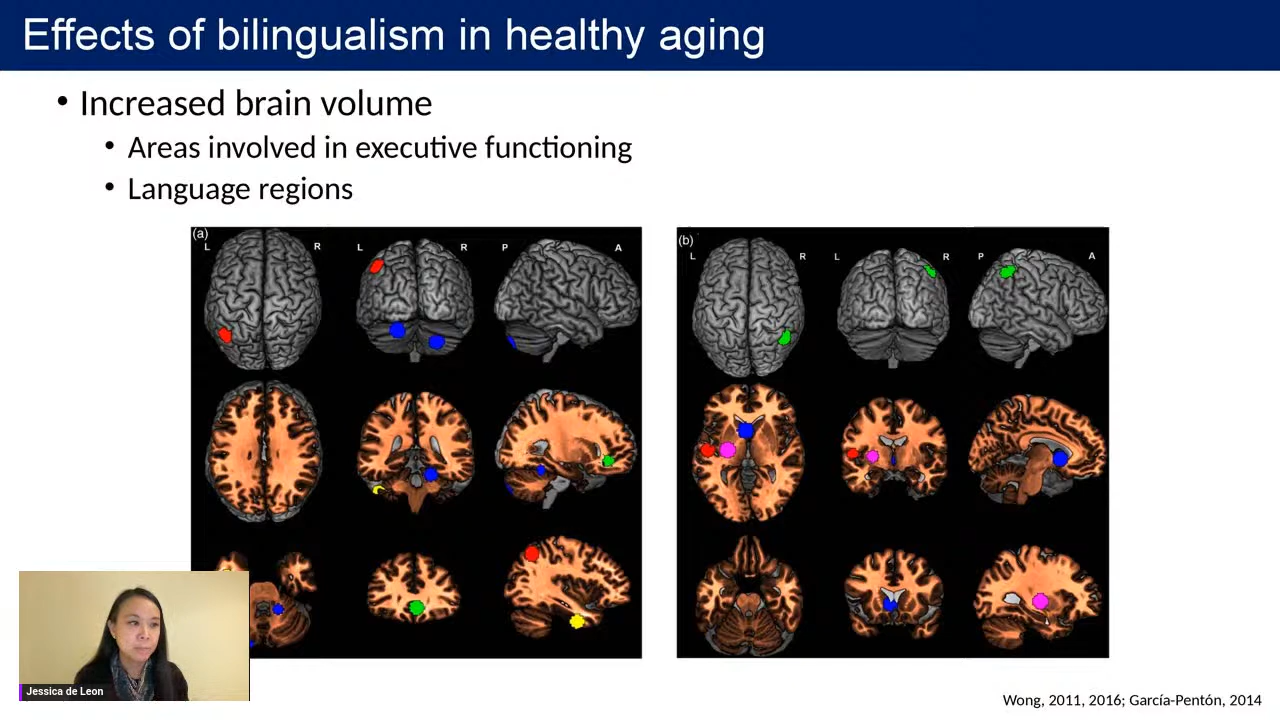 Effects of bilingualism in healthy aging
• Increased brain volume
• Areas involved in executive functioning
• Language regions
(a)
L R L R P A
(b)
L R L R P A
Jessica de Leon
Wong, 2011, 2016; García-Pentón, 2014